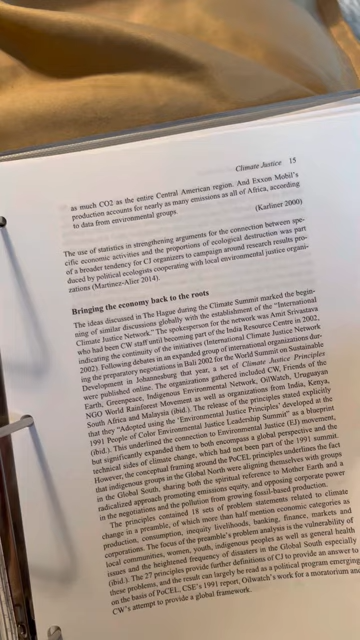 Climate Justice 15
as much CO2 as the entire Central American region. And Exxon Mobil's
production accounts for nearly as many emissions as all of Africa, according
to data from environmental groups.
(Karliner 2000)
The use of statistics in strengthening arguments for the connection between spe-
cific economic activities and the proportions of ecological destruction was part
of a broader tendency for CJ organizers to campaign around research results pro-
duced by political ecologists cooperating with local environmental justice organi-
zations (Martinez-Alier 2014).
Bringing the economy back to the roots
The ideas discussed in The Hague during the Climate Summit marked the begin-
ning of similar discussions globally with the establishment of the "International
Climate Justice Network." The spokesperson for the network was Amit Srivastava
who had been CW staff until becoming part of the India Resource Centre in 2002,
indicating the continuity of the initiatives (International Climate Justice Network
2002). Following debates in an expanded group of international organizations dur-
ing the preparatory negotiations in Bali 2002 for the World Summit on Sustainable
Development in Johannesburg that year, a set of Climate Justice Principles
were published online. The organizations gathered included CW, Friends of the
Earth, Greenpeace, Indigenous Environmental Network, OilWatch, Uruguayan
NGO World Rainforest Movement as well as organizations from India, Kenya,
South Africa and Malaysia (ibid.). The release of the principles stated explicitly
that they "Adopted using the 'Environmental Justice Principles' developed at the
1991 People of Color Environmental Justice Leadership Summit" as a blueprint
(ibid.). This underlined the connection to Environmental Justice (EJ) movements,
but significantly expanded them to both encompass a global perspective and the
technical sides of climate change, which had not been part of the 1991 summit.
However, the conceptual framing around the PoCEL principles underlines the fact
that indigenous groups in the Global North were aligning themselves with groups
in the Global South, sharing both the spiritual reference to Mother Earth and a
radicalized approach promoting emissions equity, and opposing corporate power
in the negotiations and the pollution from growing fossil-based production.
The principles contained 18 sets of problem statements related to climate
change in a preamble, of which more than half mention economic categories as
production, consumption, inequity livelihoods, banking, finance, markets and
corporations. The focus of the preamble's problem analysis is the vulnerability of
local communities, women, youth, indigenous peoples as well as general health
issues and the heightened frequency of disasters in the Global South especially
(ibid.). The 27 principles provide further definitions of CJ to provide an answer to
these problems, and the result can largely be read as a political program emerging
on the basis of PoCEL, CSE's 1991 report, Oilwatch's work for a moratorium and
CW's attempt to provide a global framework.